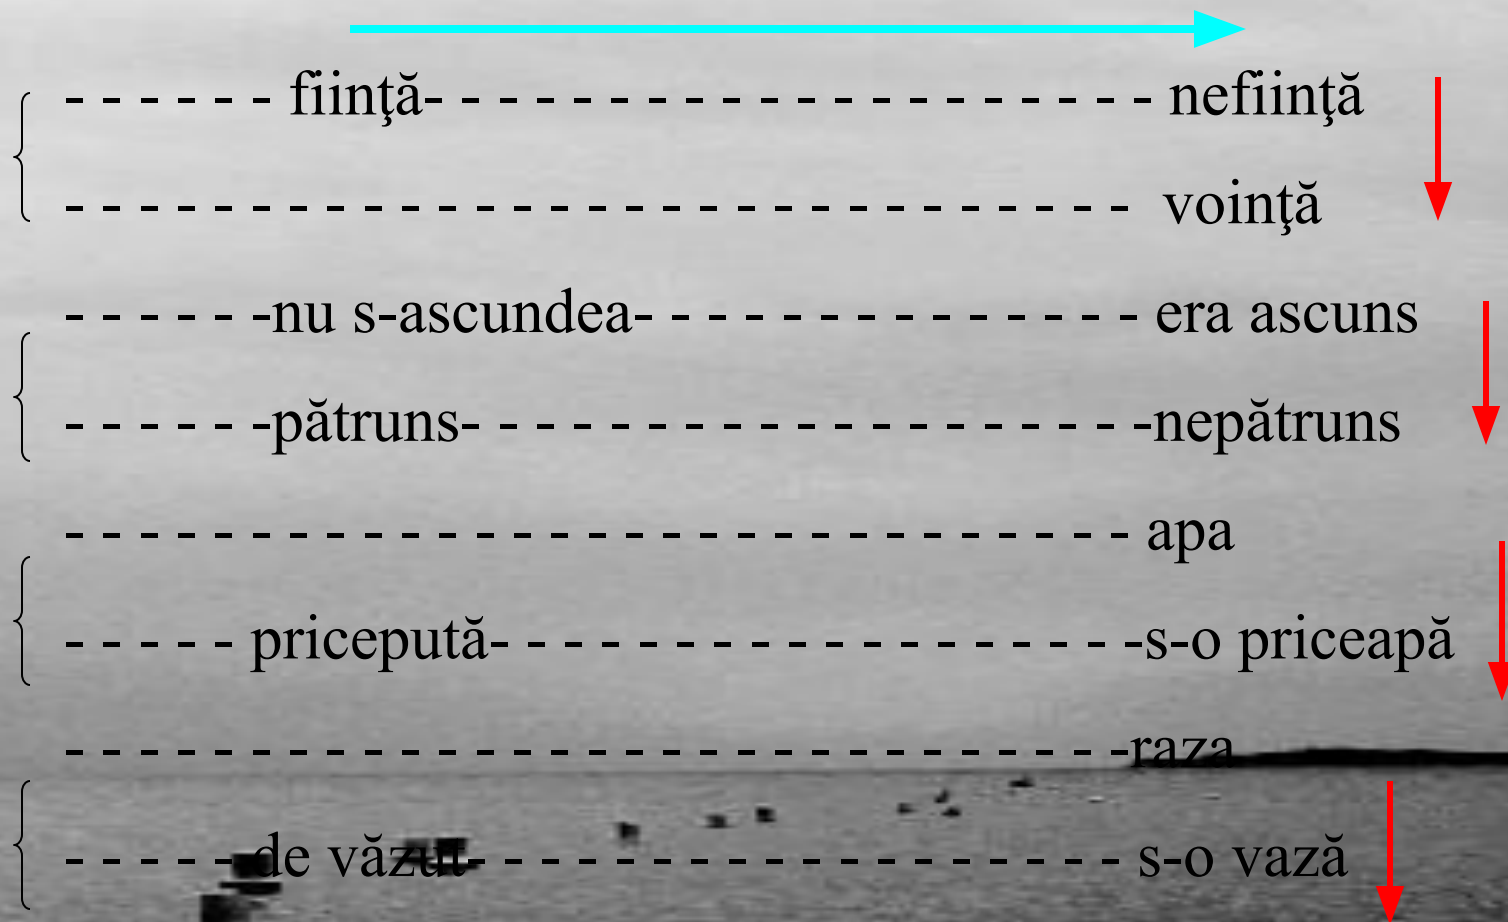 - - - - - - fiinţă- - - - - - - - - - - - - - - - - - - - nefiinţă
- - - - - - - - - - - - - - - - - - - - - - - - - - - - - voinţă
- - - - - -nu s-ascundea- - - - - - - - - - - - - - era ascuns
- - - - - -pătruns- - - - - - - - - - - - - - - - - - -nepătruns
- - - - - - - - - - - - - - - - - - - - - - - - - - - - - apa
- - - - - pricepută- - - - - - - - - - - - - - - - - -s-o priceapă
- - - - - - - - - - - - - - - - - - - - - - - - - - - - -raza
- - - - -de văzut- - - - - - - - - - - - - - - - - - s-o vază